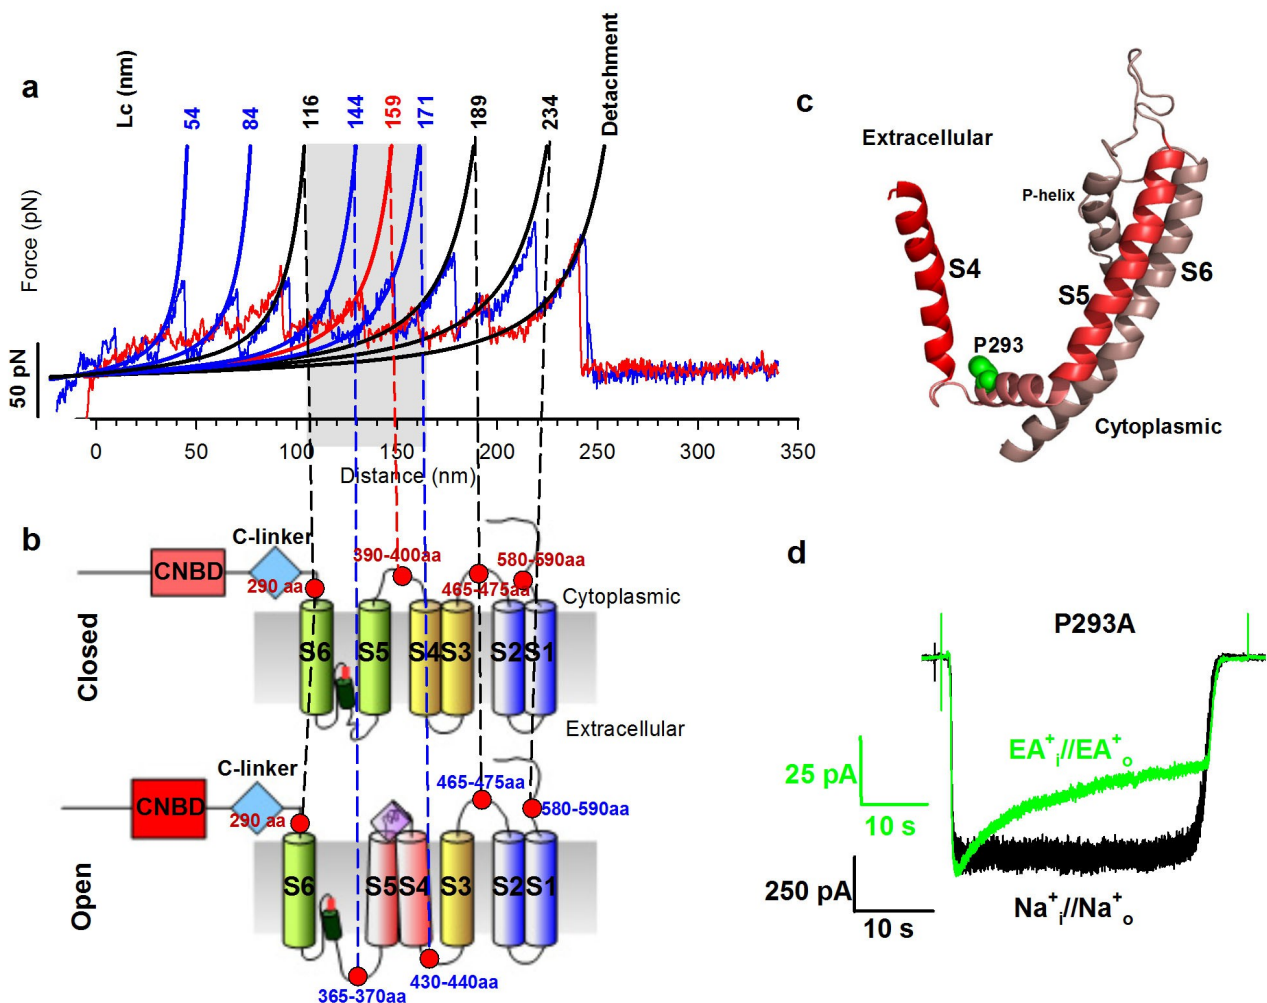 a
Lc (nm)
54
84
116
144
159
171
189
234
Detachment
Force (pN)
50 pN
0
50
100
150
200
250
300
350
Distance (nm)
c
Extracellular
P-helix
S4
S5
S6
P293
Cytoplasmic
b
C-linker
CNBD
290 aa
390-400aa
465-475aa
580-590aa
Cytoplasmic
Closed
S6
S5
S4
S3
S2
S1
Extracellular
C-linker
CNBD
290 aa
465-475aa
580-590aa
Open
S6
S5
S4
S3
S2
S1
430-440aa
365-370aa
d
P293A
EA⁺ᵢ//EA⁺ₒ
25 pA
10 s
250 pA
10 s
Na⁺ᵢ//Na⁺ₒ